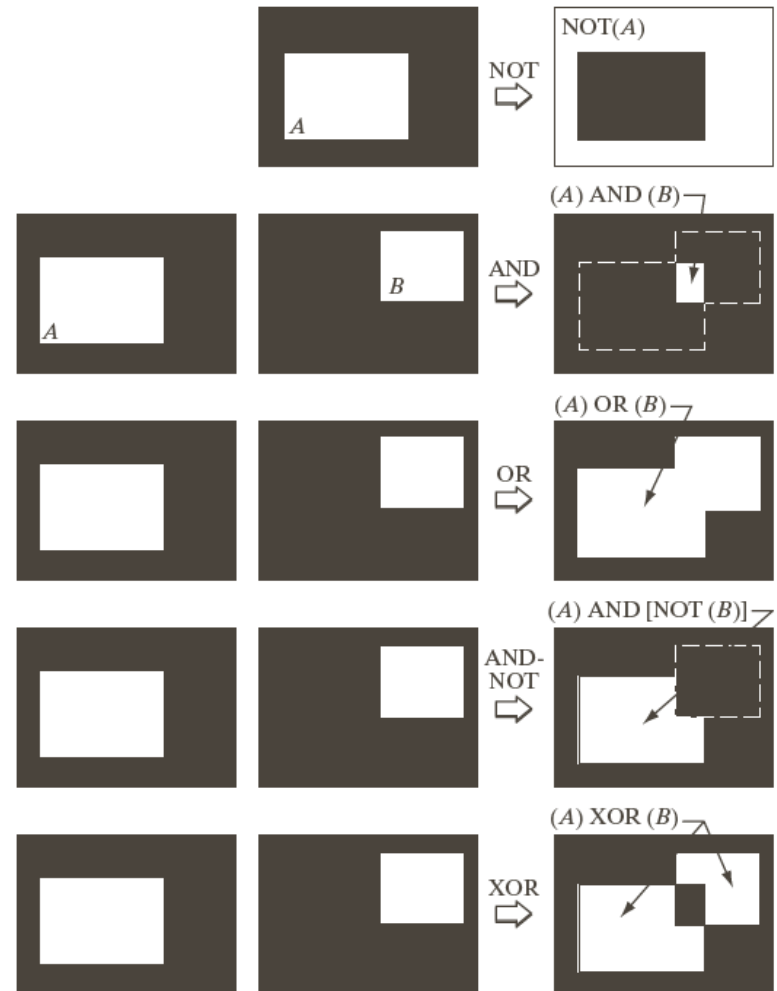 NOT(A)
NOT
A
(A) AND (B)
AND
B
A
(A) OR (B)
OR
(A) AND [NOT (B)]
AND-
NOT
(A) XOR (B)
XOR